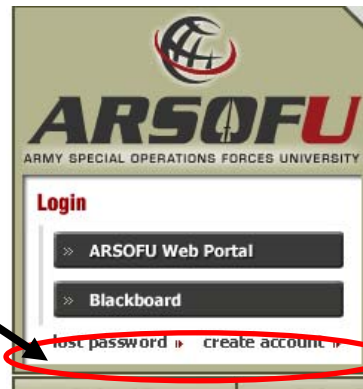 ARSOFU
ARMY SPECIAL OPERATIONS FORCES UNIVERSITY
Login
» ARSOFU Web Portal
» Blackboard
lost password create account